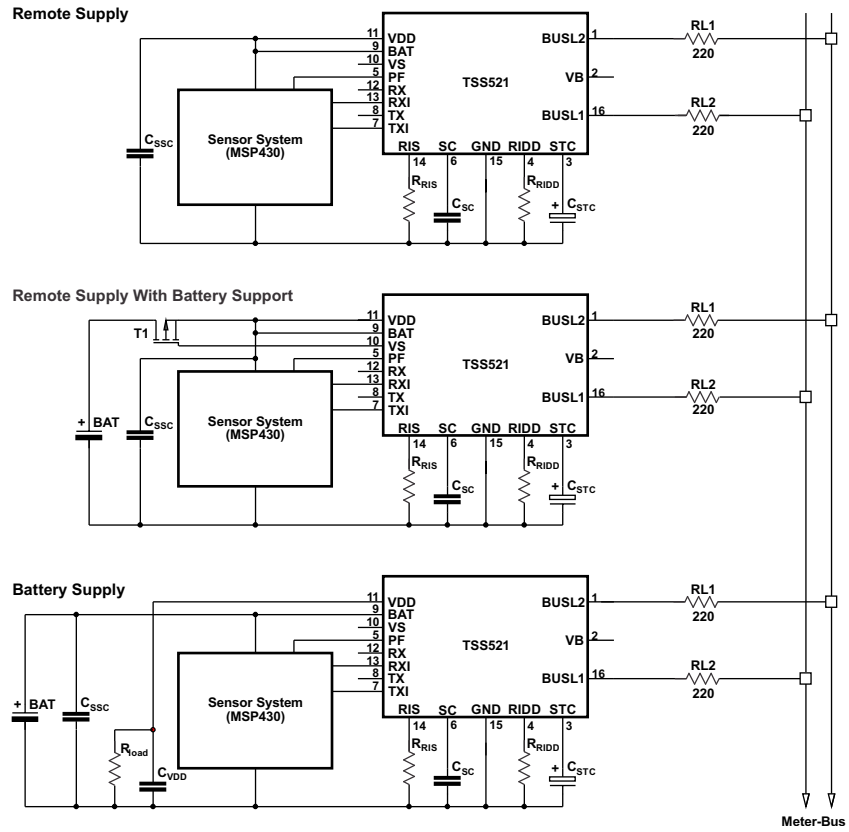 Remote Supply
RL1
11 VDD BUSL2 1
9 BAT
220
10 VS
5 PF VB 2
12 RX TSS521
13 RXI RL2
8 TX BUSL1 16
7 TXI 220
CSSC
Sensor System
(MSP430)
RIS SC GND RIDD STC
14 6 15 4 3
RRIS
CSC
RRIDD
+ CSTC
Remote Supply With Battery Support
RL1
11 VDD BUSL2 1
T1
9 BAT
220
10 VS
5 PF VB 2
12 RX TSS521
13 RXI RL2
8 TX BUSL1 16
7 TXI 220
+ BAT
CSSC
Sensor System
(MSP430)
RIS SC GND RIDD STC
14 6 15 4 3
RRIS
CSC
RRIDD
+ CSTC
Battery Supply
RL1
11 VDD BUSL2 1
9 BAT
220
10 VS
5 PF VB 2
12 RX TSS521
13 RXI RL2
8 TX BUSL1 16
7 TXI 220
+ BAT
CSSC
Sensor System
(MSP430)
Rload
CVDD
RIS SC GND RIDD STC
14 6 15 4 3
RRIS
CSC
RRIDD
+ CSTC
Meter-Bus